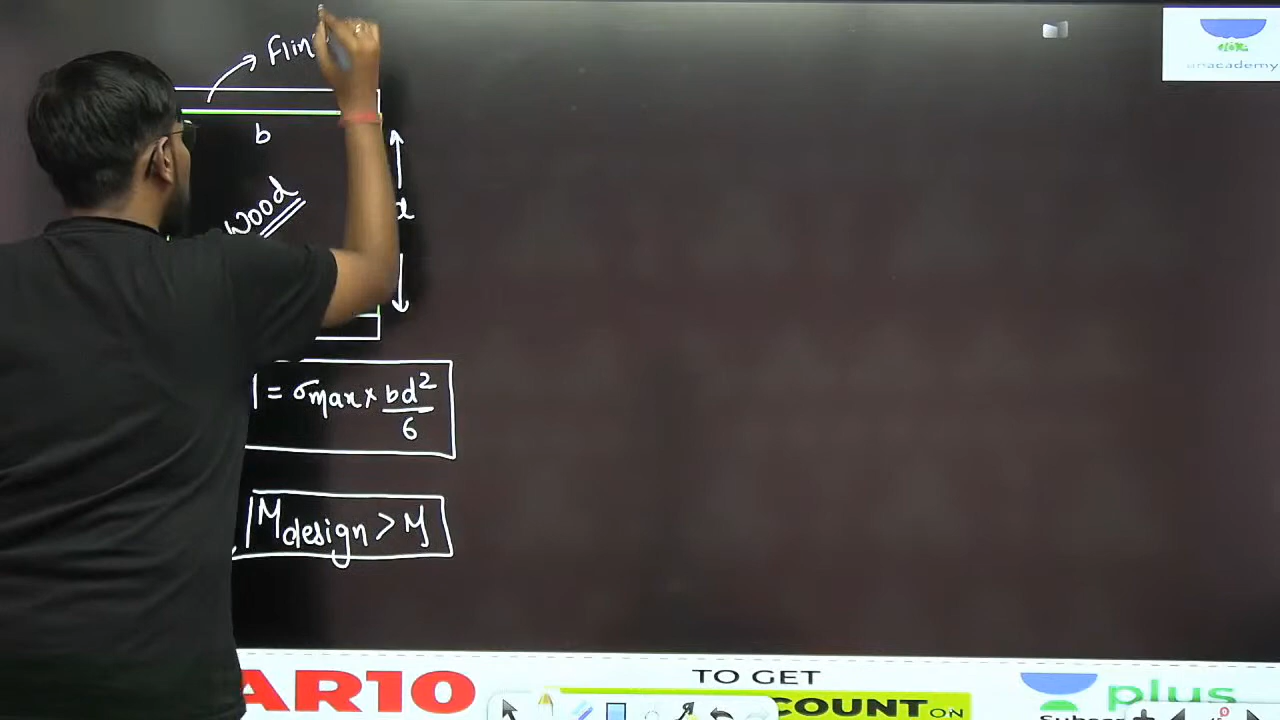 Flin
b
wood
x
= σmax × bd²/6
Mdesign > M
unacademy
AR10
TO GET
COUNT ON
plus